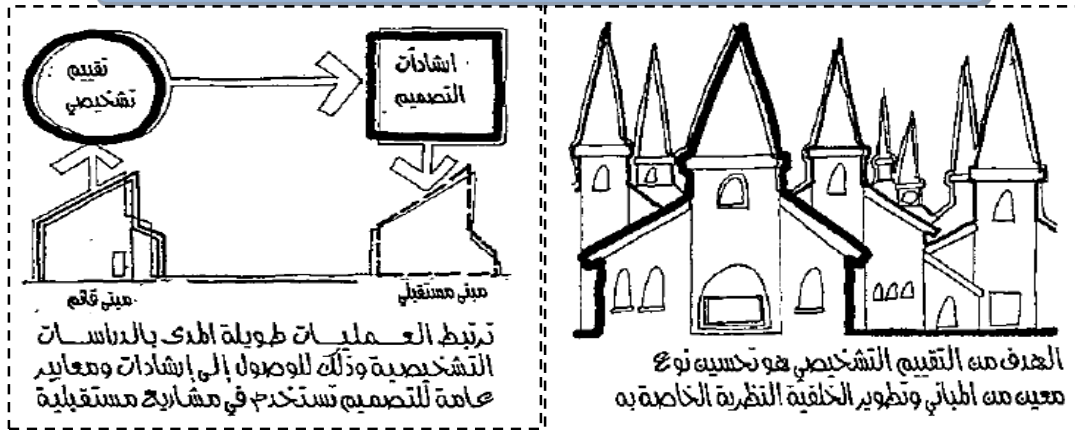 الهدف من التقييم التشخيصي هو تحسين نوع
معين من المباني وتطوير الخلفية النظرية الخاصة به
تقييم
تشخيصي
إرشادات
التصميم
مبنى قائم
مبنى مستقبلي
ترتبط العمليات طويلة المدى بالدراسات
التشخيصية وذلك للوصول إلى إرشادات ومعايير
عامة للتصميم تستخدم في مشاريع مستقبلية